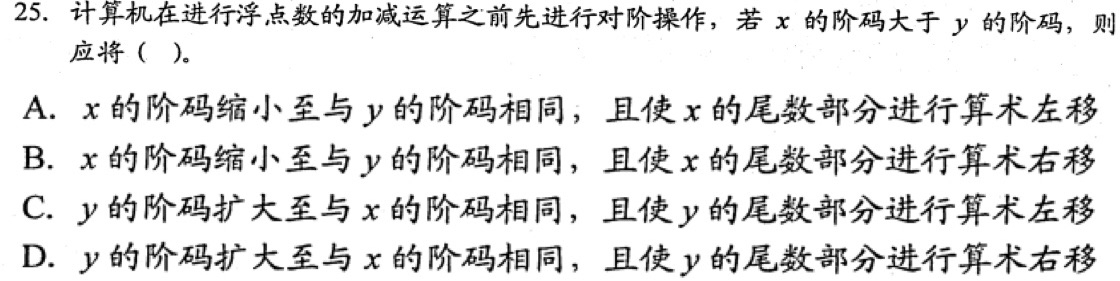 25. 计算机在进行浮点数的加减运算之前先进行对阶操作，若 x 的阶码大于 y 的阶码，则
应将（ ）。
A. x 的阶码缩小至与 y 的阶码相同，且使 x 的尾数部分进行算术左移
B. x 的阶码缩小至与 y 的阶码相同，且使 x 的尾数部分进行算术右移
C. y 的阶码扩大至与 x 的阶码相同，且使 y 的尾数部分进行算术左移
D. y 的阶码扩大至与 x 的阶码相同，且使 y 的尾数部分进行算术右移